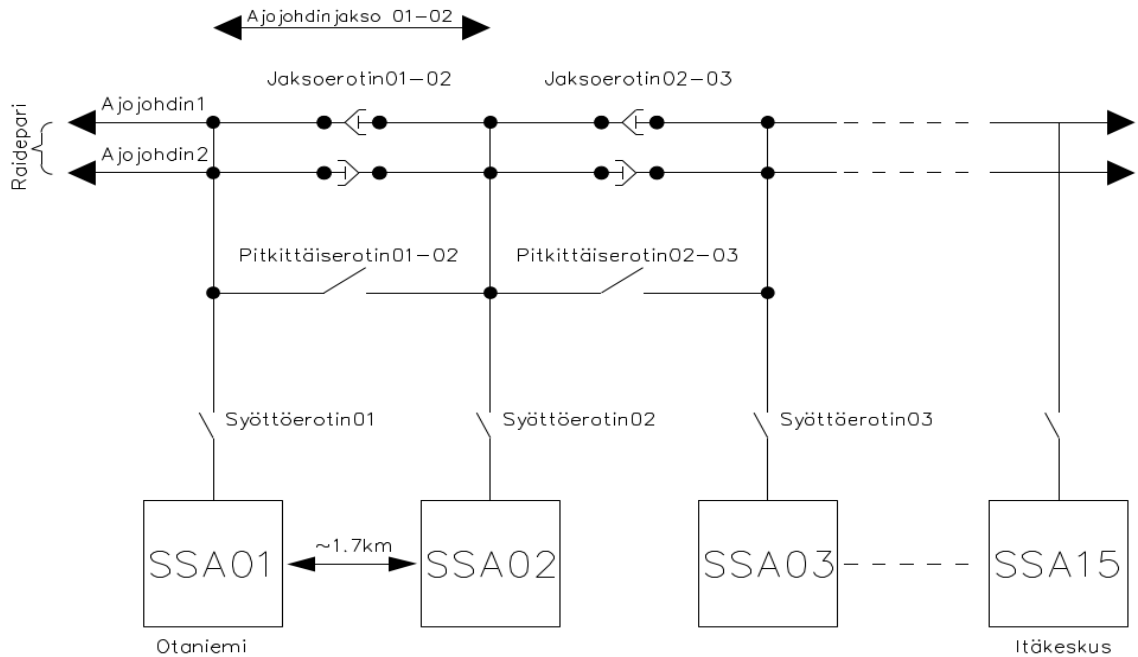 Ajojohdinjakso 01-02
Jaksoerotin01-02
Jaksoerotin02-03
Ajojohdin1
Ajojohdin2
Raidepari
Pitkittäiserotin01-02
Pitkittäiserotin02-03
Syöttöerotin01
Syöttöerotin02
Syöttöerotin03
SSA01
~1.7km
SSA02
SSA03
SSA15
Otaniemi
Itäkeskus